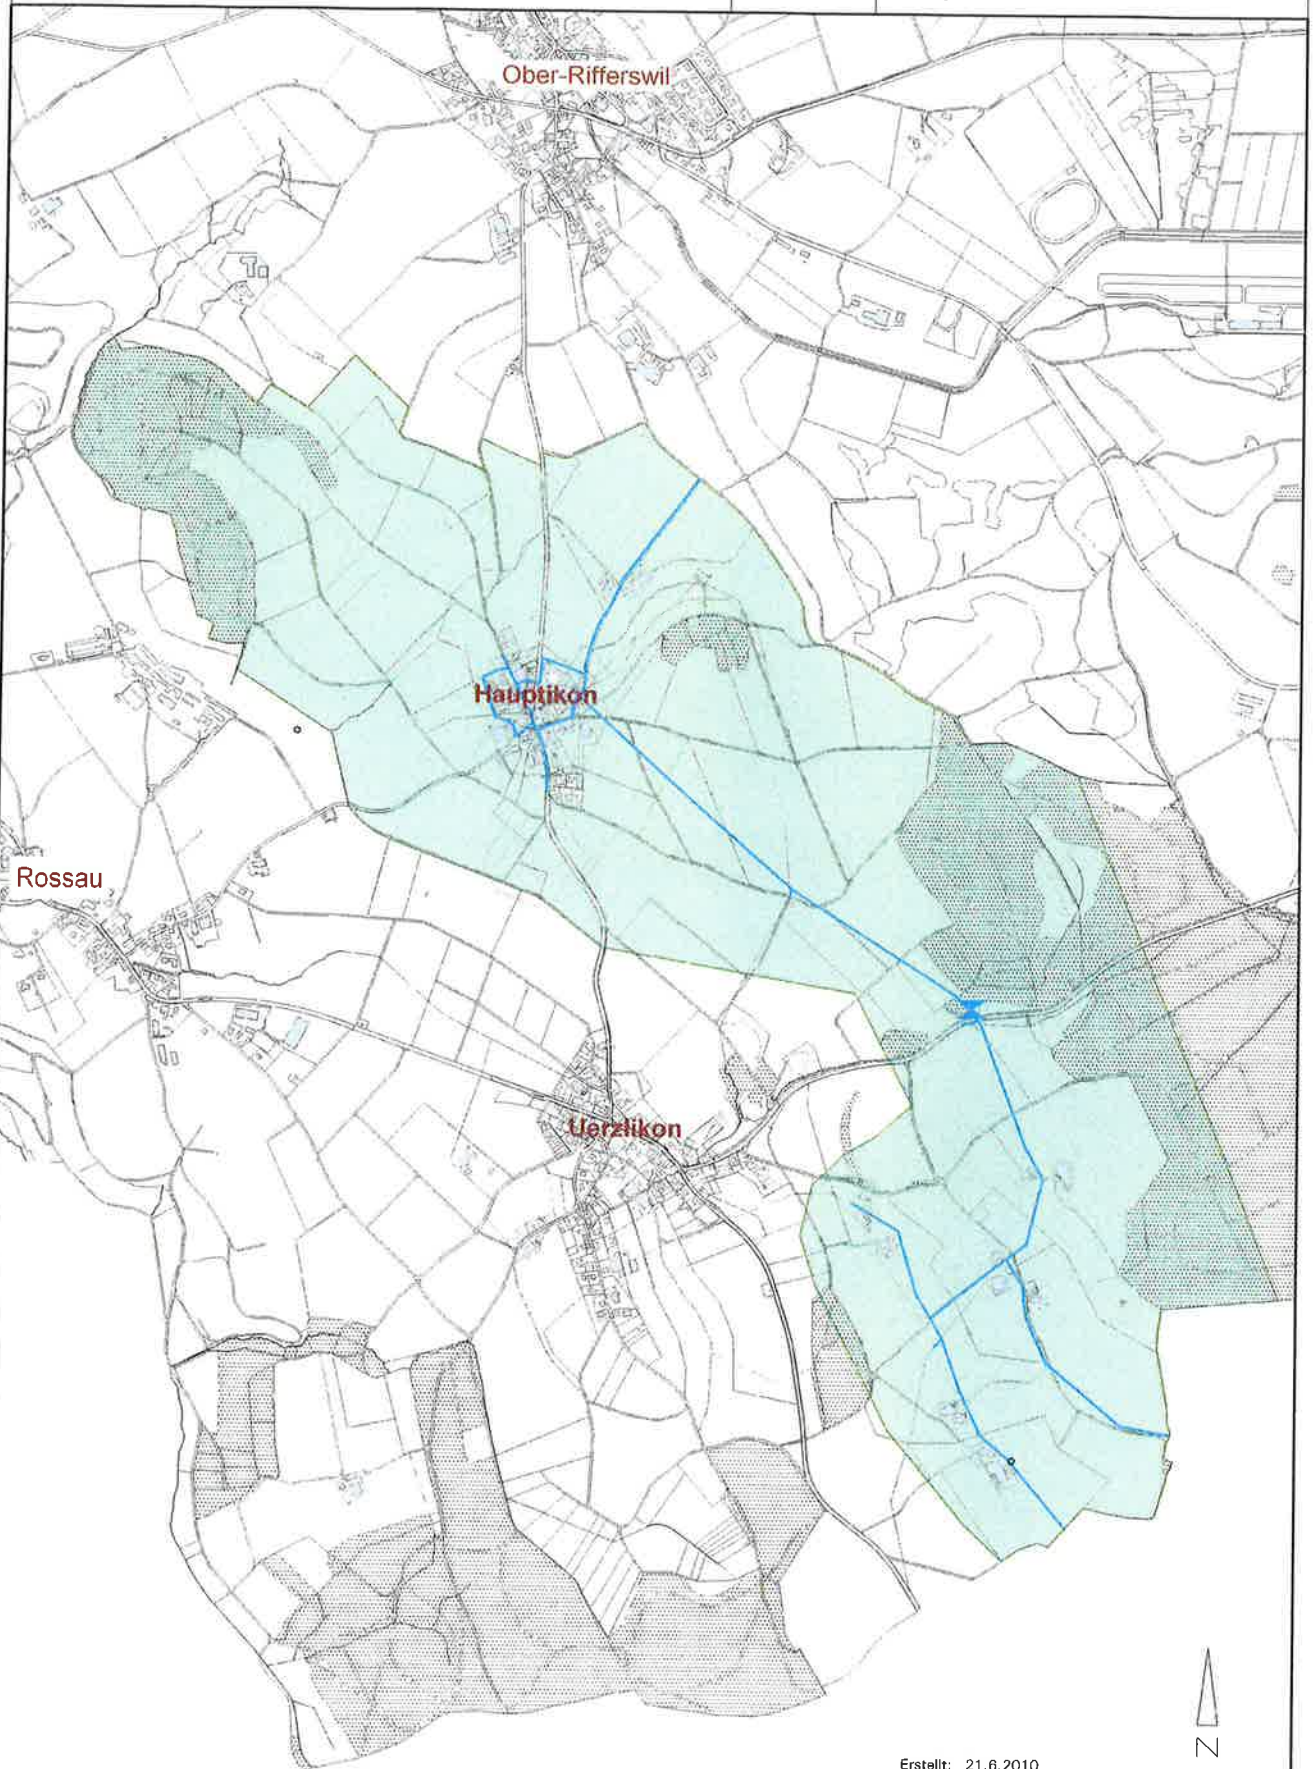 Ober-Rifferswil
Hauptikon
Rossau
Uerzlikon
N
Erstellt: 21.6.2010